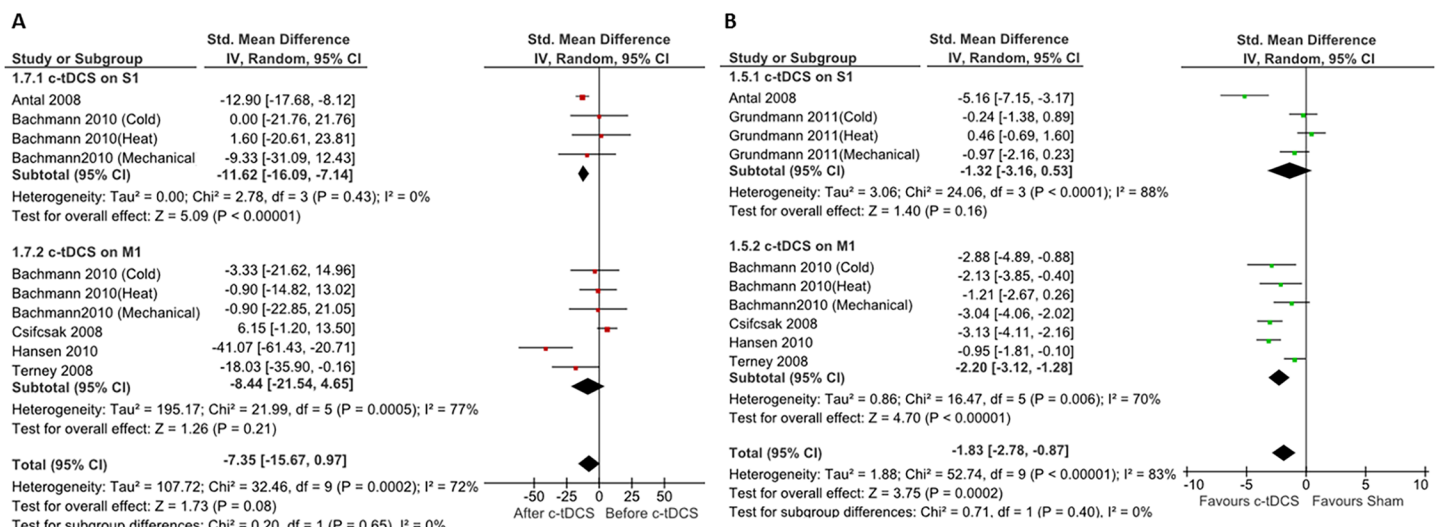 A
Std. Mean Difference
Std. Mean Difference
Study or Subgroup IV, Random, 95% CI IV, Random, 95% CI
1.7.1 c-tDCS on S1
Antal 2008 -12.90 [-17.68, -8.12]
Bachmann 2010 (Cold) 0.00 [-21.76, 21.76]
Bachmann 2010(Heat) 1.60 [-20.61, 23.81]
Bachmann2010 (Mechanical -9.33 [-31.09, 12.43]
Subtotal (95% CI) -11.62 [-16.09, -7.14]
Heterogeneity: Tau² = 0.00; Chi² = 2.78, df = 3 (P = 0.43); I² = 0%
Test for overall effect: Z = 5.09 (P < 0.00001)
1.7.2 c-tDCS on M1
Bachmann 2010 (Cold) -3.33 [-21.62, 14.96]
Bachmann 2010(Heat) -0.90 [-14.82, 13.02]
Bachmann2010 (Mechanical) -0.90 [-22.85, 21.05]
Csifcsak 2008 6.15 [-1.20, 13.50]
Hansen 2010 -41.07 [-61.43, -20.71]
Terney 2008 -18.03 [-35.90, -0.16]
Subtotal (95% CI) -8.44 [-21.54, 4.65]
Heterogeneity: Tau² = 195.17; Chi² = 21.99, df = 5 (P = 0.0005); I² = 77%
Test for overall effect: Z = 1.26 (P = 0.21)
Total (95% CI) -7.35 [-15.67, 0.97]
Heterogeneity: Tau² = 107.72; Chi² = 32.46, df = 9 (P = 0.0002); I² = 72%
Test for overall effect: Z = 1.73 (P = 0.08)
Test for subgroup differences: Chi² = 0.20, df = 1 (P = 0.65), I² = 0%
-50 -25 0 25 50
After c-tDCS Before c-tDCS
B
Std. Mean Difference
Std. Mean Difference
Study or Subgroup IV, Random, 95% CI IV, Random, 95% CI
1.5.1 c-tDCS on S1
Antal 2008 -5.16 [-7.15, -3.17]
Grundmann 2011(Cold) -0.24 [-1.38, 0.89]
Grundmann 2011(Heat) 0.46 [-0.69, 1.60]
Grundmann 2011(Mechanical) -0.97 [-2.16, 0.23]
Subtotal (95% CI) -1.32 [-3.16, 0.53]
Heterogeneity: Tau² = 3.06; Chi² = 24.06, df = 3 (P < 0.0001); I² = 88%
Test for overall effect: Z = 1.40 (P = 0.16)
1.5.2 c-tDCS on M1
Bachmann 2010 (Cold) -2.88 [-4.89, -0.88]
Bachmann 2010(Heat) -2.13 [-3.85, -0.40]
Bachmann2010 (Mechanical) -1.21 [-2.67, 0.26]
Csifcsak 2008 -3.04 [-4.06, -2.02]
Hansen 2010 -3.13 [-4.11, -2.16]
Terney 2008 -0.95 [-1.81, -0.10]
Subtotal (95% CI) -2.20 [-3.12, -1.28]
Heterogeneity: Tau² = 0.86; Chi² = 16.47, df = 5 (P = 0.006); I² = 70%
Test for overall effect: Z = 4.70 (P < 0.00001)
Total (95% CI) -1.83 [-2.78, -0.87]
Heterogeneity: Tau² = 1.88; Chi² = 52.74, df = 9 (P < 0.00001); I² = 83%
Test for overall effect: Z = 3.75 (P = 0.0002)
Test for subgroup differences: Chi² = 0.71, df = 1 (P = 0.40), I² = 0%
-10 -5 0 5 10
Favours c-tDCS Favours Sham